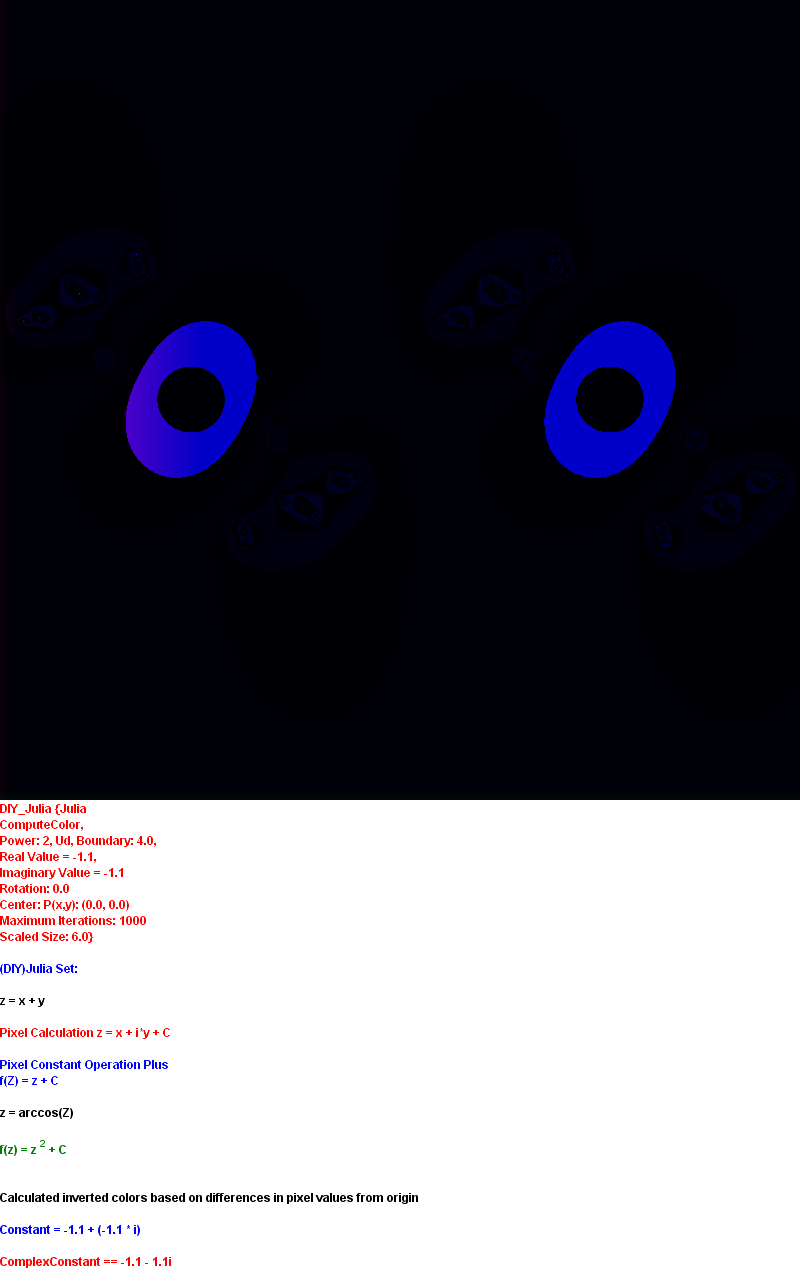 DIY_Julia {Julia
ComputeColor,
Power: 2, Ud, Boundary: 4.0,
Real Value = -1.1,
Imaginary Value = -1.1
Rotation: 0.0
Center: P(x,y): (0.0, 0.0)
Maximum Iterations: 1000
Scaled Size: 6.0}
(DIY)Julia Set:
z = x + y
Pixel Calculation z = x + i*y + C
Pixel Constant Operation Plus
f(Z) = z + C
z = arccos(Z)
f(z) = z 2 + C
Calculated inverted colors based on differences in pixel values from origin
Constant = -1.1 + (-1.1 * i)
ComplexConstant == -1.1 - 1.1i